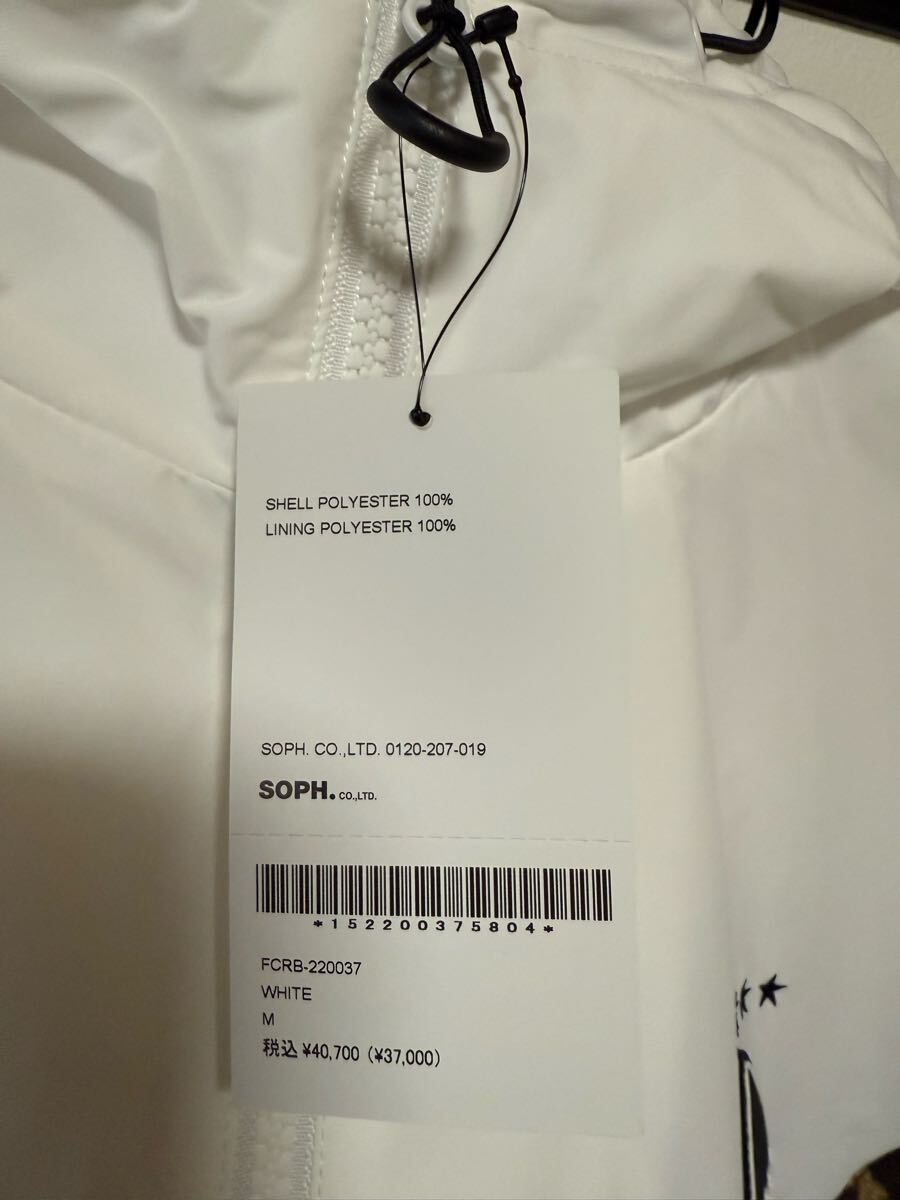 SHELL POLYESTER 100%
LINING POLYESTER 100%
SOPH. CO.,LTD. 0120-207-019
SOPH. CO.,LTD.
*152200375804*
FCRB-220037
WHITE
M
税込 ¥40,700 (¥37,000)